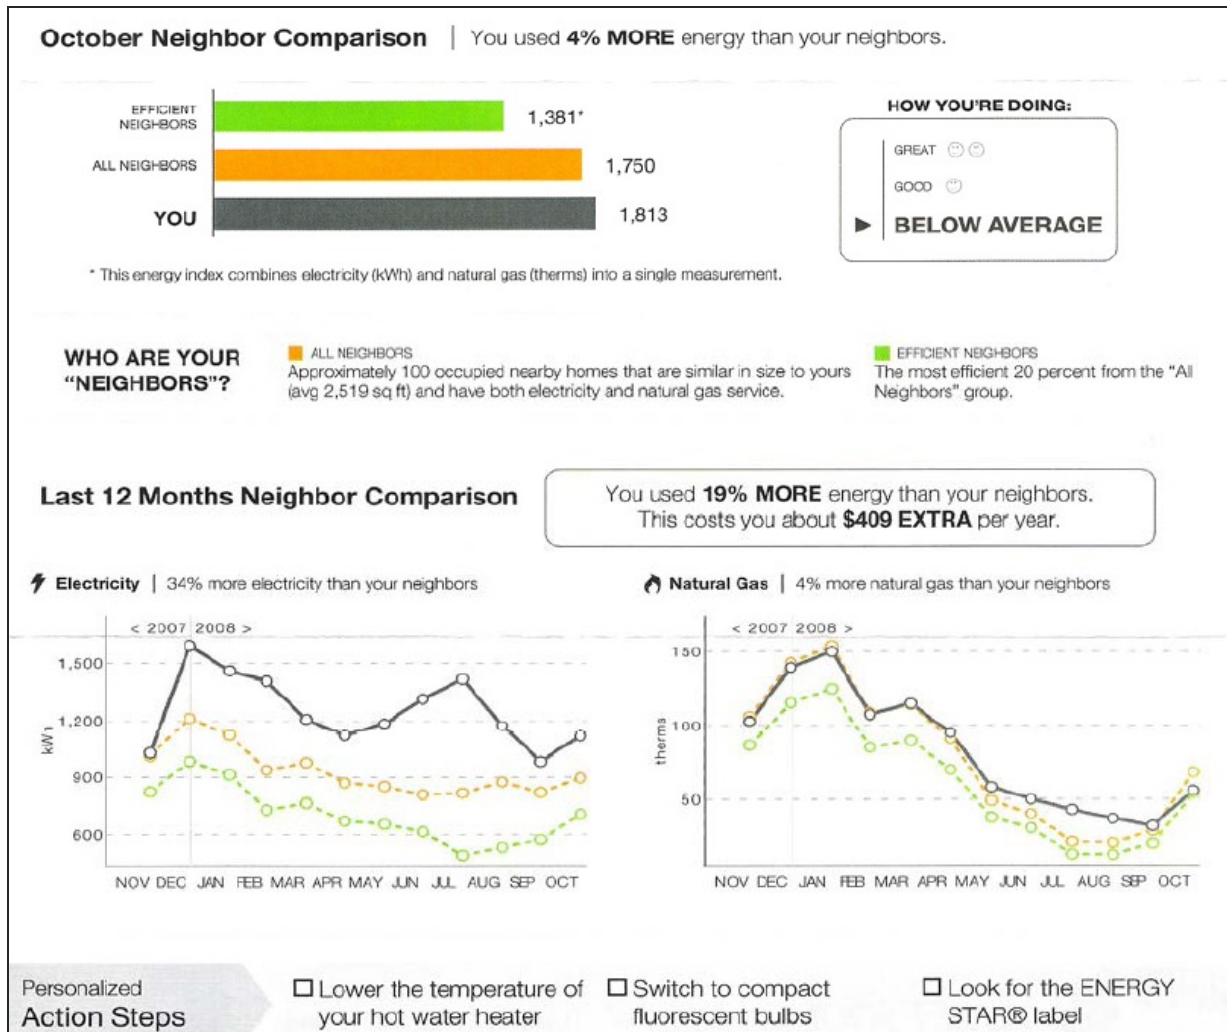 October Neighbor Comparison | You used 4% MORE energy than your neighbors.
EFFICIENT
NEIGHBORS
1,381*
ALL NEIGHBORS
1,750
YOU
1,813
HOW YOU'RE DOING:
GREAT
GOOD
BELOW AVERAGE
* This energy index combines electricity (kWh) and natural gas (therms) into a single measurement.
WHO ARE YOUR
"NEIGHBORS"?
ALL NEIGHBORS
Approximately 100 occupied nearby homes that are similar in size to yours
(avg 2,519 sq ft) and have both electricity and natural gas service.
EFFICIENT NEIGHBORS
The most efficient 20 percent from the "All
Neighbors" group.
Last 12 Months Neighbor Comparison
You used 19% MORE energy than your neighbors.
This costs you about $409 EXTRA per year.
Electricity | 34% more electricity than your neighbors
< 2007 2008 >
1,500
1,200
900
600
kWh
NOV DEC JAN FEB MAR APR MAY JUN JUL AUG SEP OCT
Natural Gas | 4% more natural gas than your neighbors
< 2007 2008 >
150
100
50
therms
NOV DEC JAN FEB MAR APR MAY JUN JUL AUG SEP OCT
Personalized
Action Steps
Lower the temperature of
your hot water heater
Switch to compact
fluorescent bulbs
Look for the ENERGY
STAR® label